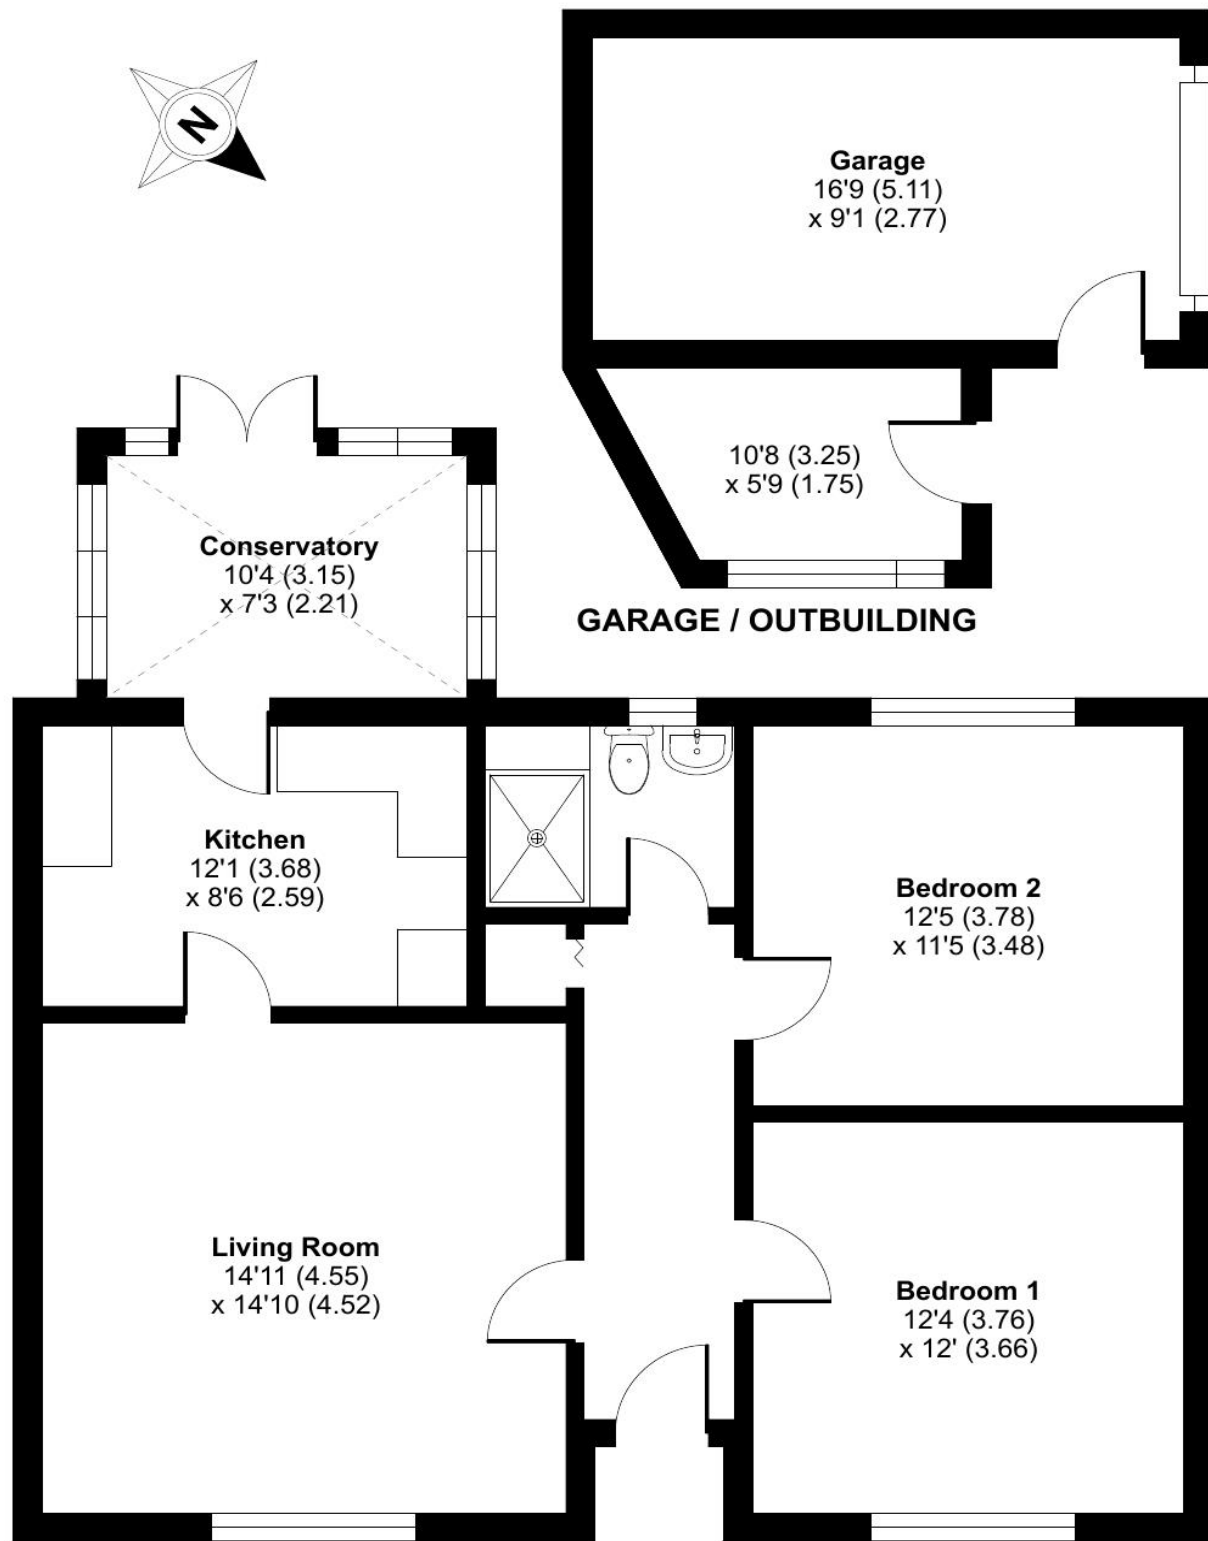 N
Garage
16'9 (5.11)
x 9'1 (2.77)
10'8 (3.25)
x 5'9 (1.75)
GARAGE / OUTBUILDING
Conservatory
10'4 (3.15)
x 7'3 (2.21)
Kitchen
12'1 (3.68)
x 8'6 (2.59)
Bedroom 2
12'5 (3.78)
x 11'5 (3.48)
Living Room
14'11 (4.55)
x 14'10 (4.52)
Bedroom 1
12'4 (3.76)
x 12' (3.66)